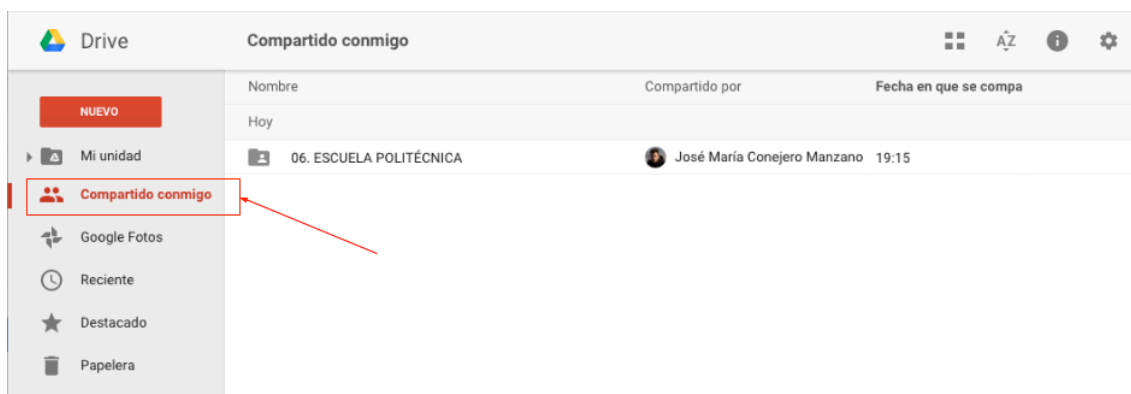 Drive
Compartido conmigo
AZ
Nombre
Compartido por
Fecha en que se compa
NUEVO
Hoy
Mi unidad
06. ESCUELA POLITÉCNICA
José María Conejero Manzano
19:15
Compartido conmigo
Google Fotos
Reciente
Destacado
Papelera